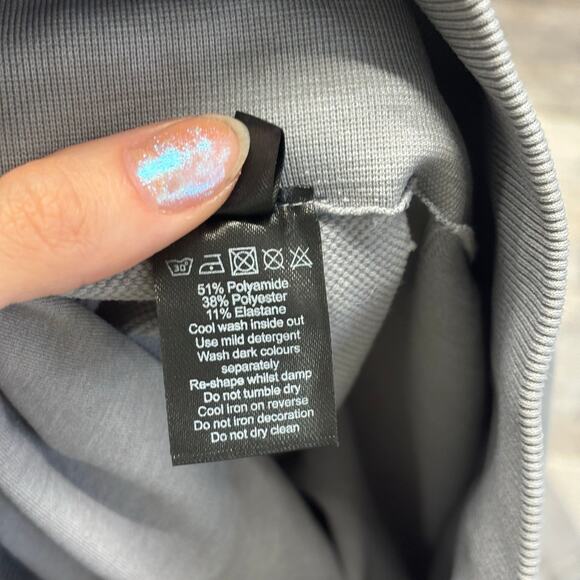 30°
51% Polyamide
38% Polyester
11% Elastane
Cool wash inside out
Use mild detergent
Wash dark colours
separately
Re-shape whilst damp
Do not tumble dry
Cool Iron on reverse
Do not iron decoration
Do not dry clean